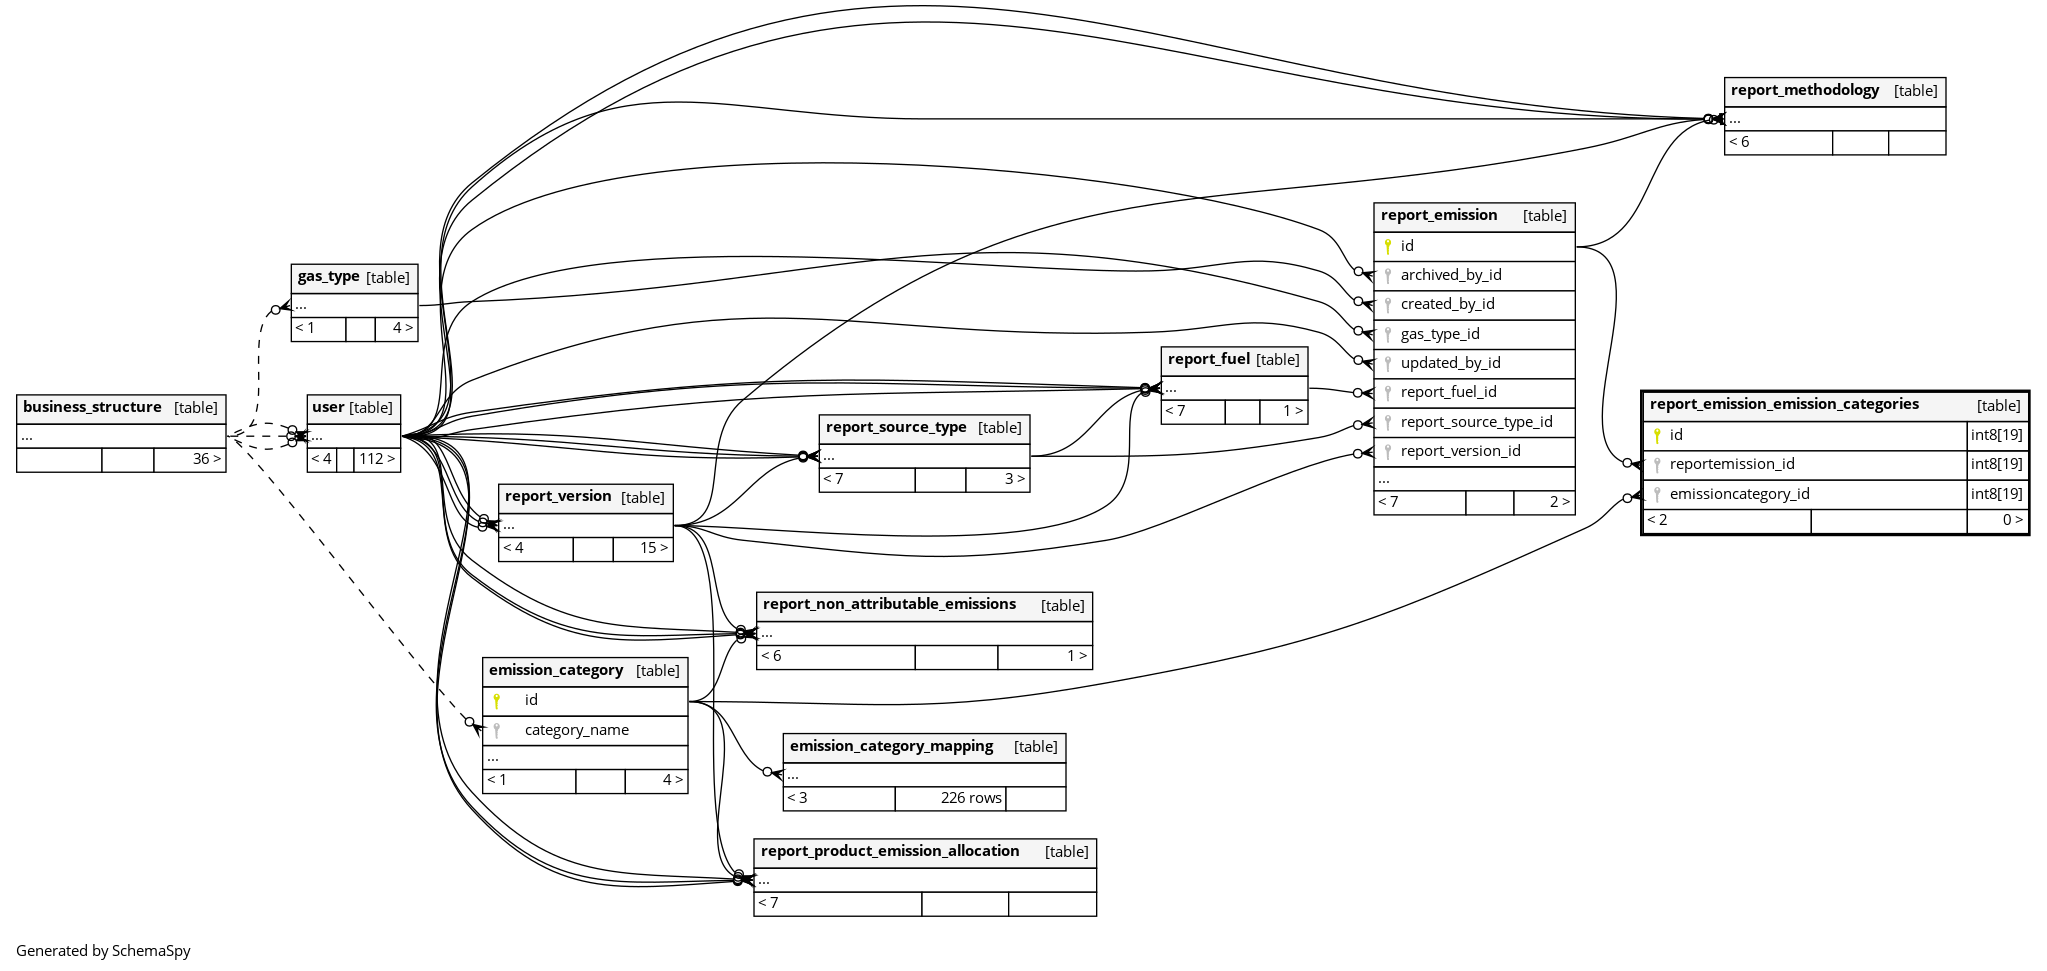 report_methodology [table]
...
< 6
report_emission [table]
id
archived_by_id
created_by_id
gas_type_id
updated_by_id
report_fuel_id
report_source_type_id
report_version_id
...
< 7 2 >
gas_type [table]
...
< 1 4 >
report_fuel [table]
...
< 7 1 >
business_structure [table]
...
36 >
user [table]
...
< 4 112 >
report_emission_emission_categories [table]
id int8[19]
reportemission_id int8[19]
emissioncategory_id int8[19]
< 2 0 >
report_source_type [table]
...
< 7 3 >
report_version [table]
...
< 4 15 >
report_non_attributable_emissions [table]
...
< 6 1 >
emission_category [table]
id
category_name
...
< 1 4 >
emission_category_mapping [table]
...
< 3 226 rows
report_product_emission_allocation [table]
...
< 7
Generated by SchemaSpy